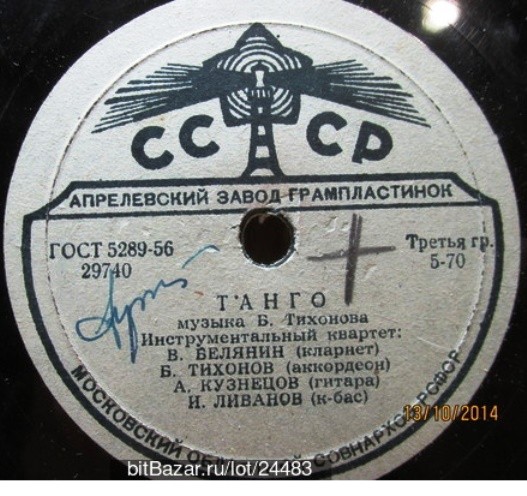 СССР
АПРЕЛЕВСКИЙ ЗАВОД ГРАМПЛАСТИНОК
ГОСТ 5289-56
29740
Третья гр.
5-70
ТАНГО
музыка Б. Тихонова
Инструментальный квартет:
В. БЕЛЯНИН (кларнет)
Б. ТИХОНОВ (аккордеон)
А. КУЗНЕЦОВ (гитара)
И. ЛИВАНОВ (к-бас)
МОСКОВСКИЙ СОВНАРХОЗ РСФСР
13/10/2014
bitBazar.ru/lot/24483